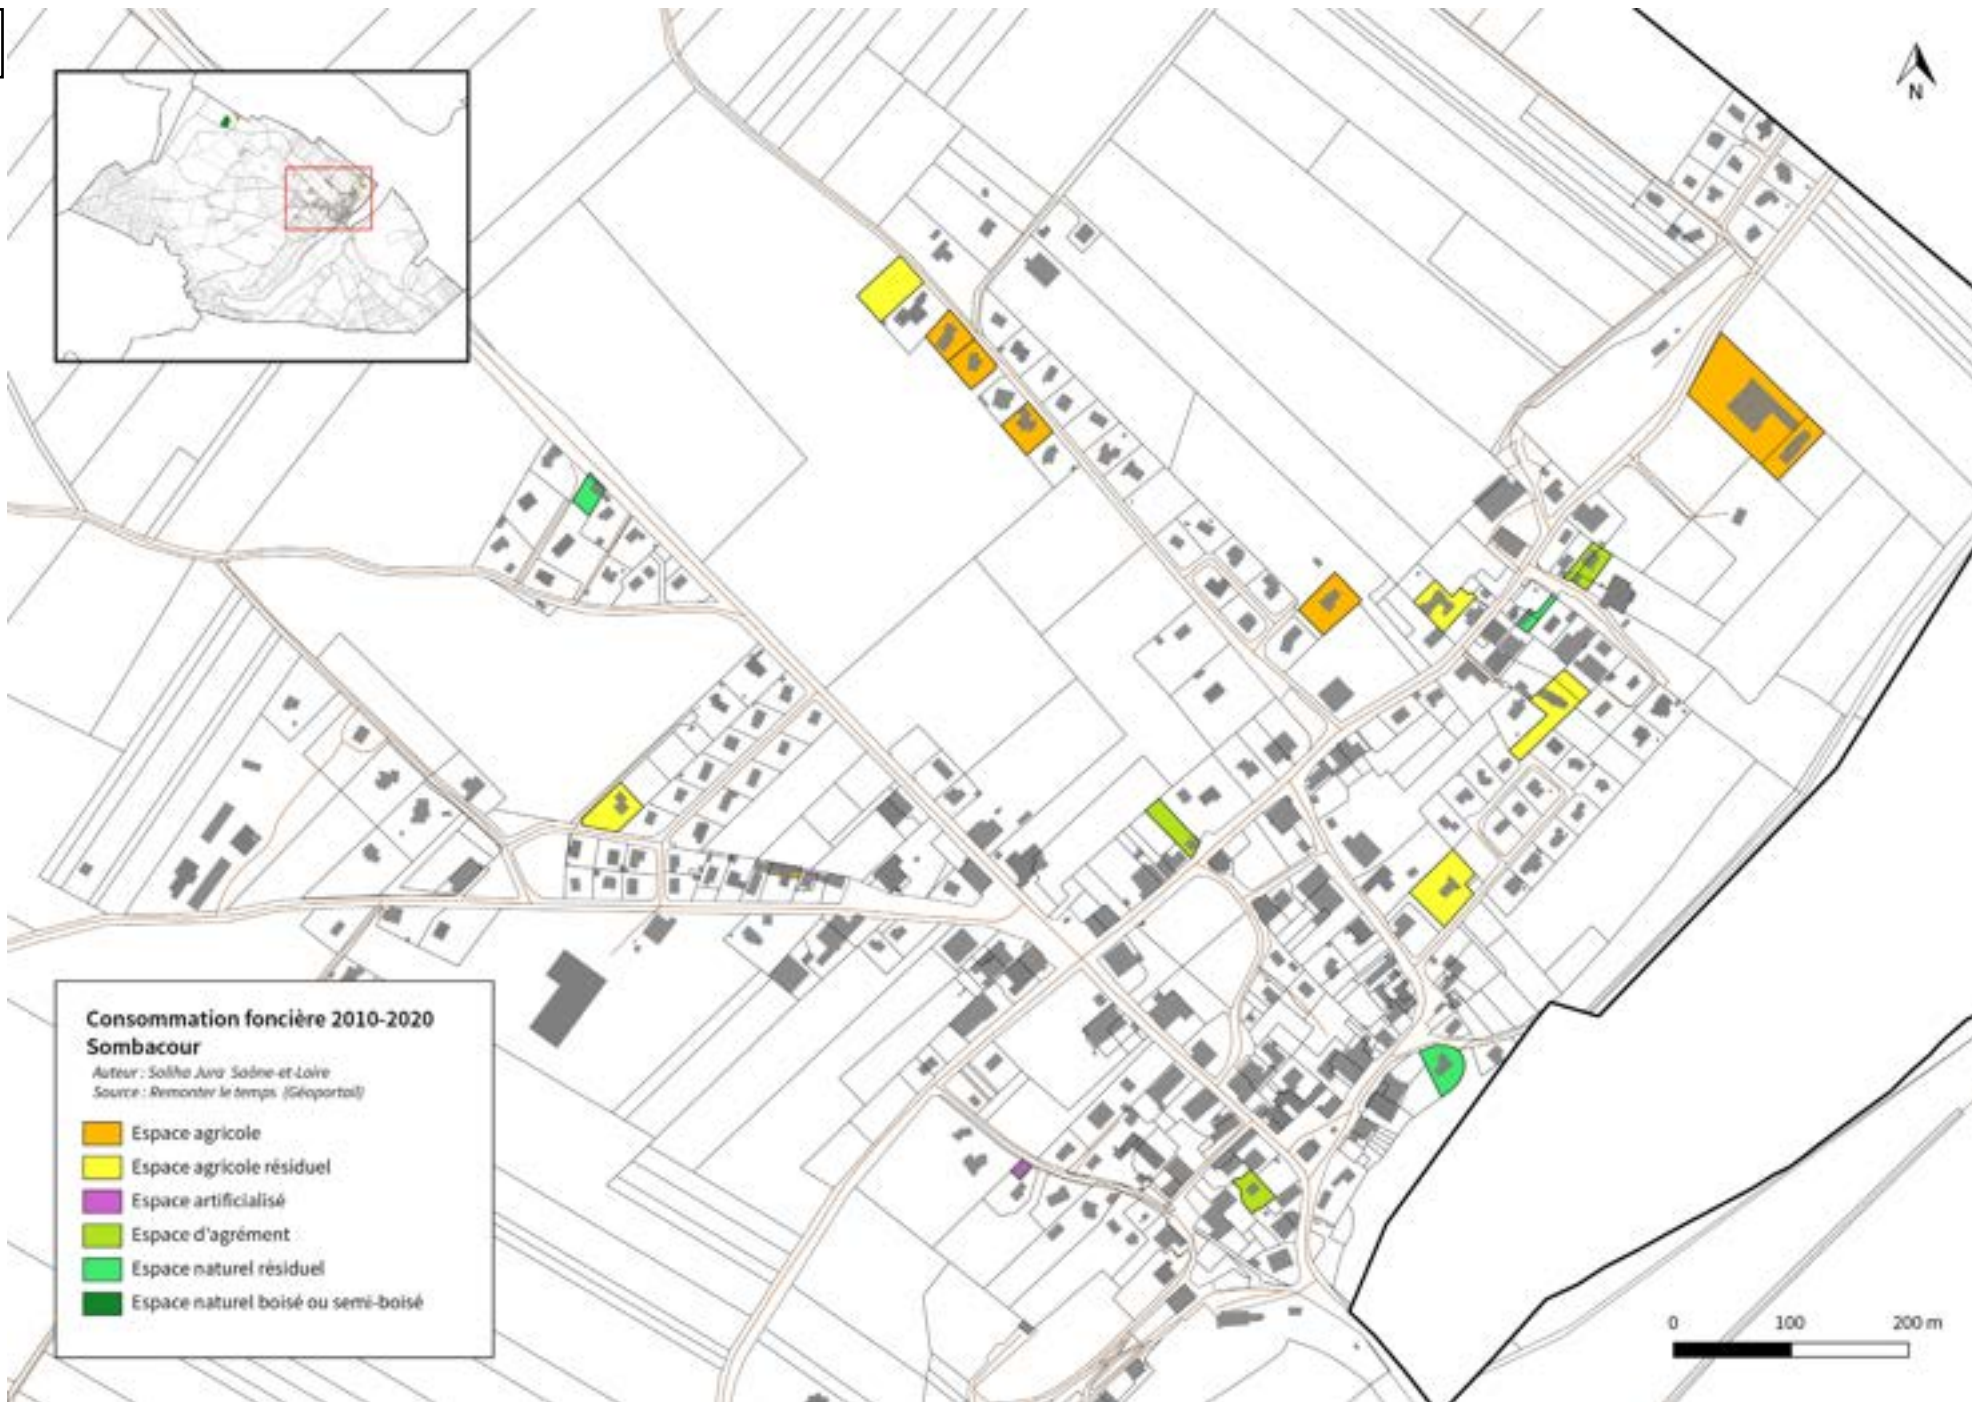 N
Consommation foncière 2010-2020
Sombacour
Auteur : Soliha Jura Saône-et-Loire
Source : Remonter le temps (Géoportail)
Espace agricole
Espace agricole résiduel
Espace artificialisé
Espace d'agrément
Espace naturel résiduel
Espace naturel boisé ou semi-boisé
0 100 200 m